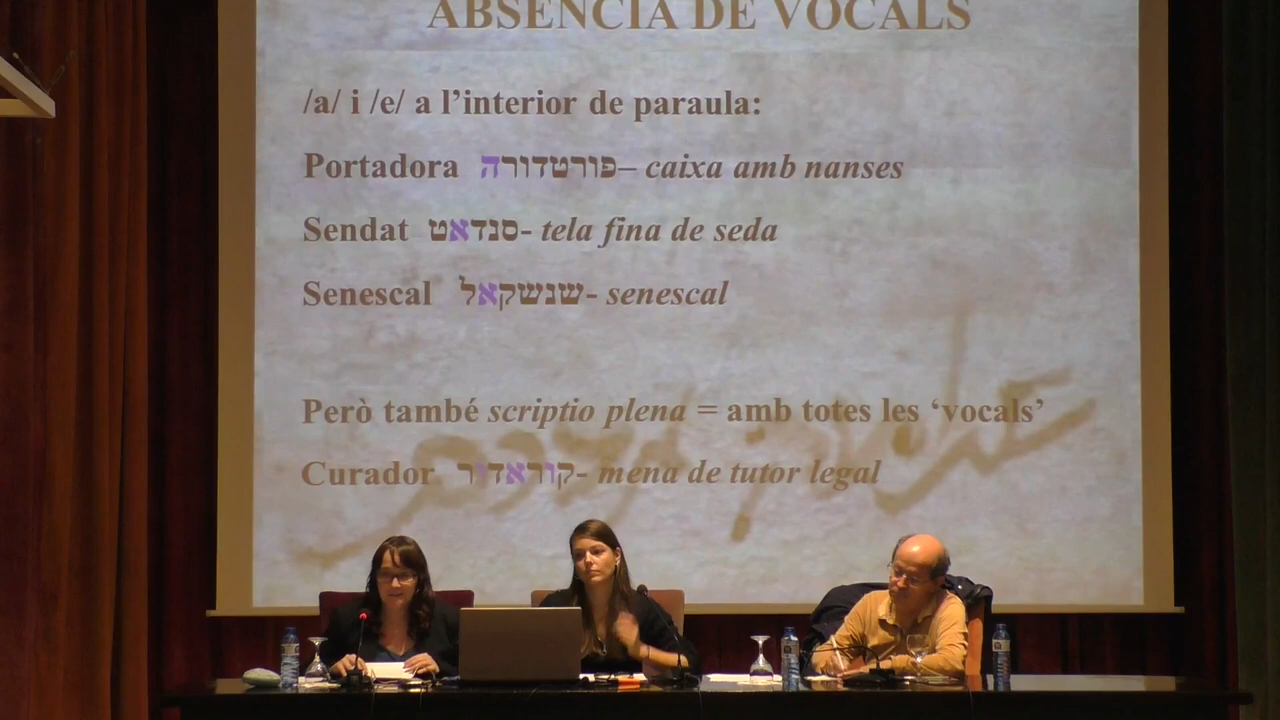 ABSÈNCIA DE VOCALS
/a/ i /e/ a l’interior de paraula:
Portadora פורטדורה– caixa amb nanses
Sendat סנדאט- tela fina de seda
Senescal שנשקאל- senescal
Però també scriptio plena = amb totes les ‘vocals’
Curador קוראדור- mena de tutor legal